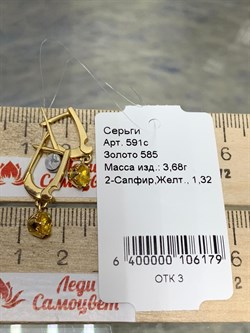 Серьги
Арт. 591с
Золото 585
Масса изд.: 3,68г
2-Сапфир,Желт., 1,32
6 400000 106179
ОТК 3
Леди
Самоцвет
Леди
Самоцвет